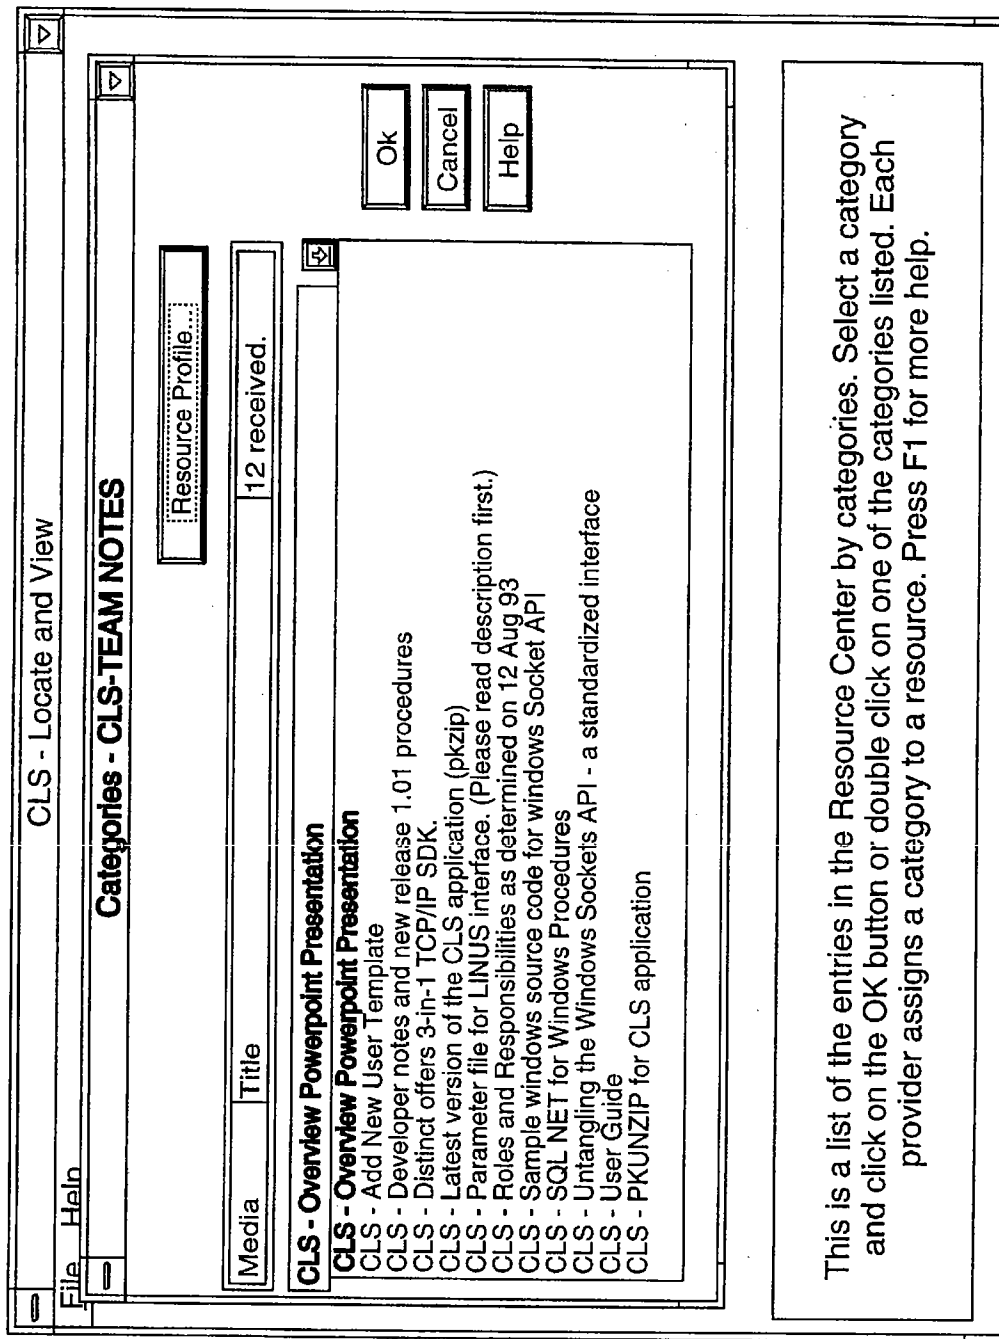 CLS - Locate and View
File Help
Categories - CLS-TEAM NOTES
Resource Profile...
Media Title 12 received.
CLS - Overview Powerpoint Presentation
CLS - Overview Powerpoint Presentation
CLS - Add New User Template
CLS - Developer notes and new release 1.01 procedures
CLS - Distinct offers 3-in-1 TCP/IP SDK.
CLS - Latest version of the CLS application (pkzip)
CLS - Parameter file for LINUS interface. (Please read description first.)
CLS - Roles and Responsibilities as determined on 12 Aug 93
CLS - Sample windows source code for windows Socket API
CLS - SQL NET for Windows Procedures
CLS - Untangling the Windows Sockets API - a standardized interface
CLS - User Guide
CLS - PKUNZIP for CLS application
Ok
Cancel
Help
This is a list of the entries in the Resource Center by categories. Select a category
and click on the OK button or double click on one of the categories listed. Each
provider assigns a category to a resource. Press F1 for more help.